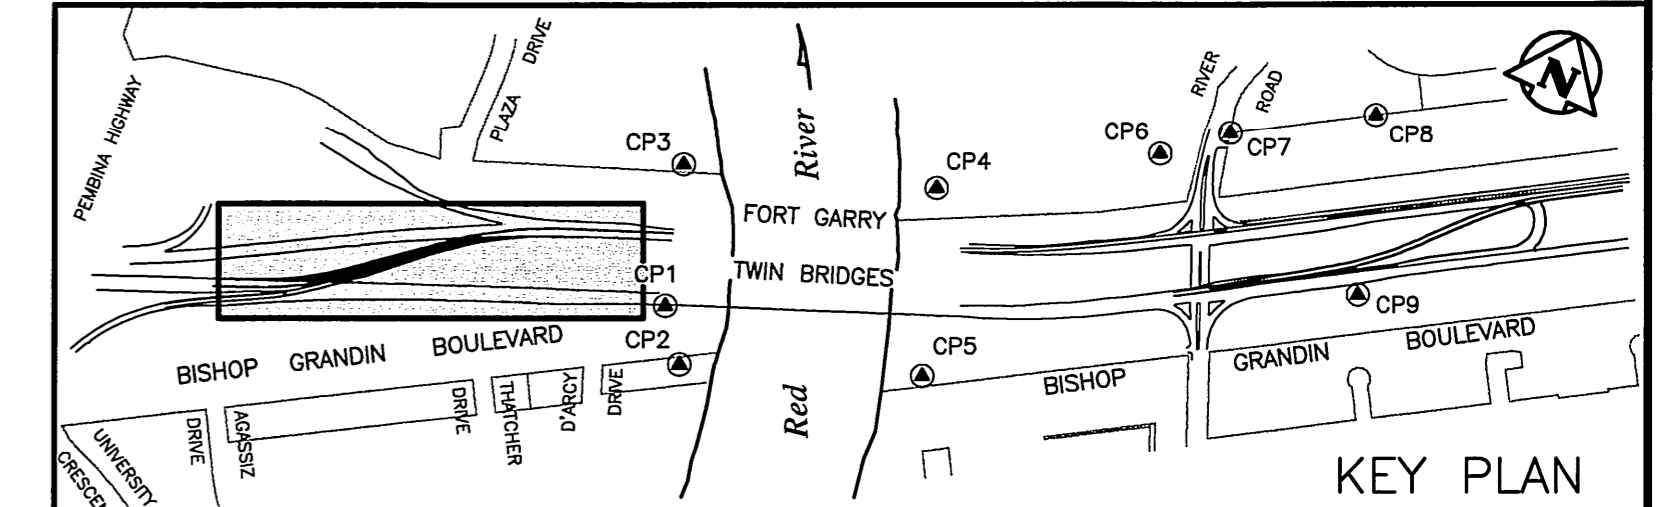 PEMBINA HIGHWAY
PLAZA DRIVE
CP3
River
CP4
CP6
RIVER ROAD
CP7
CP8
N
FORT GARRY
TWIN BRIDGES
CP1
CP2
CP5
CP9
BISHOP GRANDIN BOULEVARD
BISHOP GRANDIN BOULEVARD
UNIVERSITY
CRESCEN
DRIVE
AGASSIZ
DRIVE
THATCHER
D'ARCY
DRIVE
Red
KEY PLAN